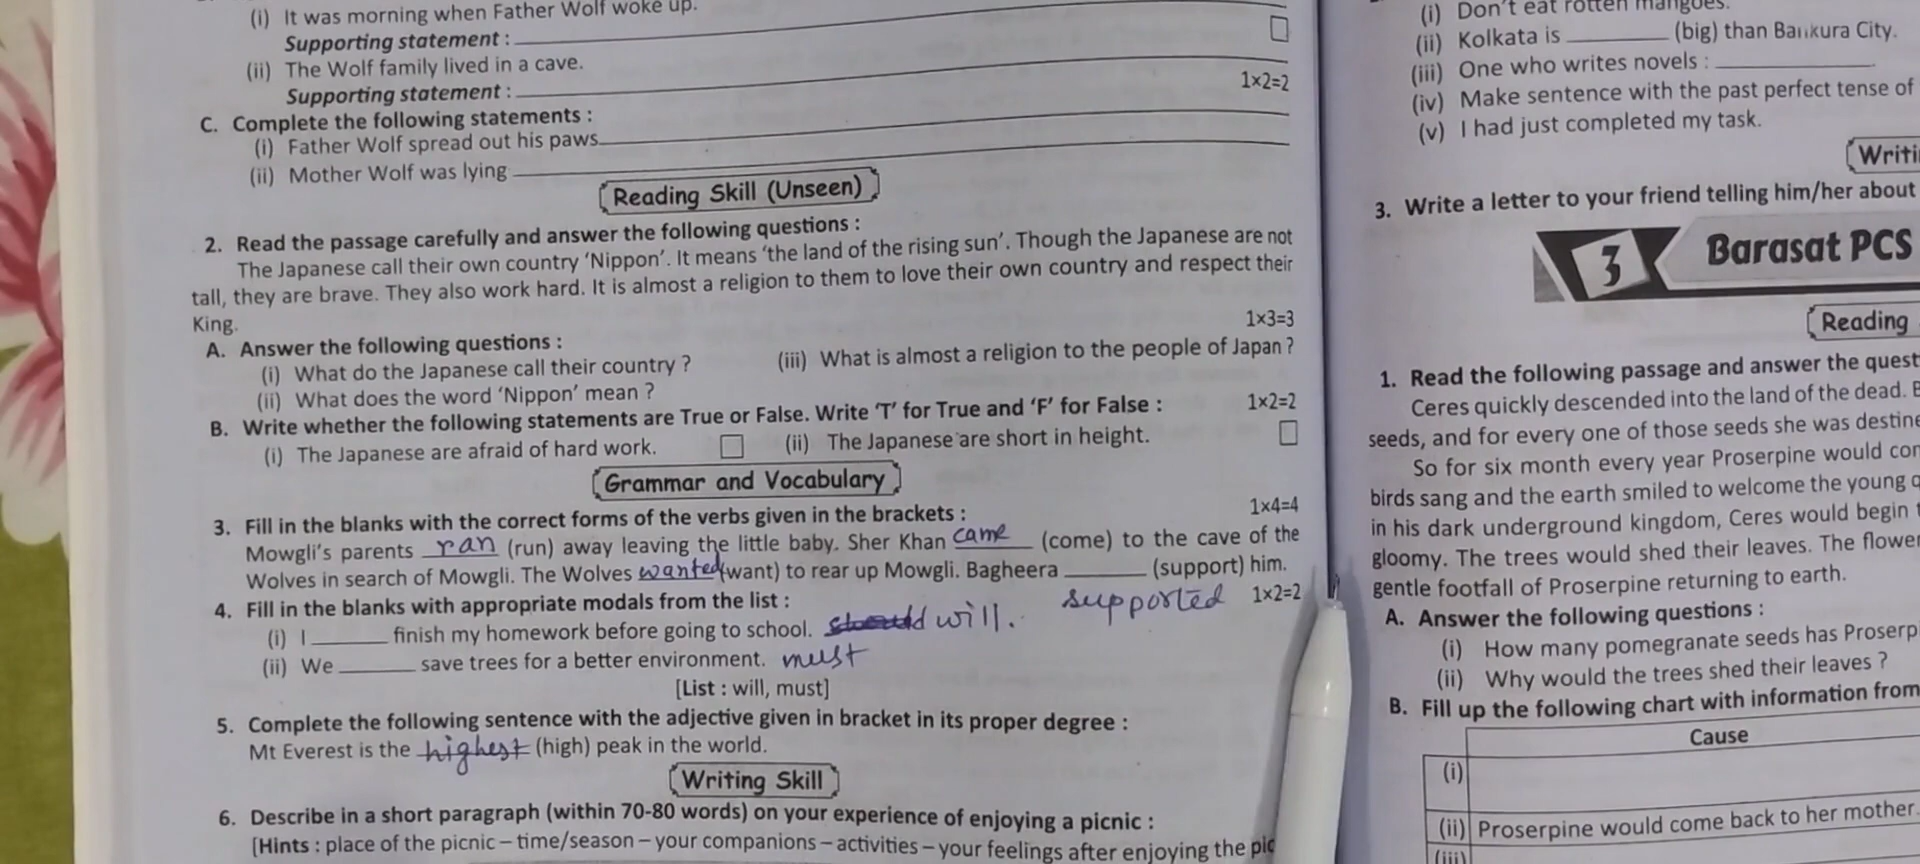 (i) It was morning when Father Wolf woke up.
Supporting statement :
(ii) The Wolf family lived in a cave.
Supporting statement :
1×2=2
C. Complete the following statements :
(i) Father Wolf spread out his paws
(ii) Mother Wolf was lying
Reading Skill (Unseen)
2. Read the passage carefully and answer the following questions :
The Japanese call their own country ‘Nippon’. It means ‘the land of the rising sun’. Though the Japanese are not
tall, they are brave. They also work hard. It is almost a religion to them to love their own country and respect their
King.
1×3=3
A. Answer the following questions :
(i) What do the Japanese call their country ?
(iii) What is almost a religion to the people of Japan ?
(ii) What does the word ‘Nippon’ mean ?
B. Write whether the following statements are True or False. Write ‘T’ for True and ‘F’ for False : 1×2=2
(i) The Japanese are afraid of hard work.
(ii) The Japanese are short in height.
Grammar and Vocabulary
3. Fill in the blanks with the correct forms of the verbs given in the brackets : 1×4=4
Mowgli’s parents ran (run) away leaving the little baby. Sher Khan came (come) to the cave of the
Wolves in search of Mowgli. The Wolves wanted (want) to rear up Mowgli. Bagheera ______ (support) him.
supported
4. Fill in the blanks with appropriate modals from the list : 1×2=2
(i) I ______ finish my homework before going to school. will.
(ii) We ______ save trees for a better environment. must
[List : will, must]
5. Complete the following sentence with the adjective given in bracket in its proper degree :
Mt Everest is the highest (high) peak in the world.
Writing Skill
6. Describe in a short paragraph (within 70-80 words) on your experience of enjoying a picnic :
[Hints : place of the picnic – time/season – your companions – activities – your feelings after enjoying the pic
(i) Don’t eat rotten mangoes.
(ii) Kolkata is ______ (big) than Bankura City.
(iii) One who writes novels : ______.
(iv) Make sentence with the past perfect tense of
(v) I had just completed my task.
Writi
3. Write a letter to your friend telling him/her about
3 Barasat PCS
Reading
1. Read the following passage and answer the quest
Ceres quickly descended into the land of the dead.
seeds, and for every one of those seeds she was destine
So for six month every year Proserpine would cor
birds sang and the earth smiled to welcome the young
in his dark underground kingdom, Ceres would begin
gloomy. The trees would shed their leaves. The flower
gentle footfall of Proserpine returning to earth.
A. Answer the following questions :
(i) How many pomegranate seeds has Proserp
(ii) Why would the trees shed their leaves ?
B. Fill up the following chart with information from
Cause
(i)
(ii) Proserpine would come back to her mother.
(iii)